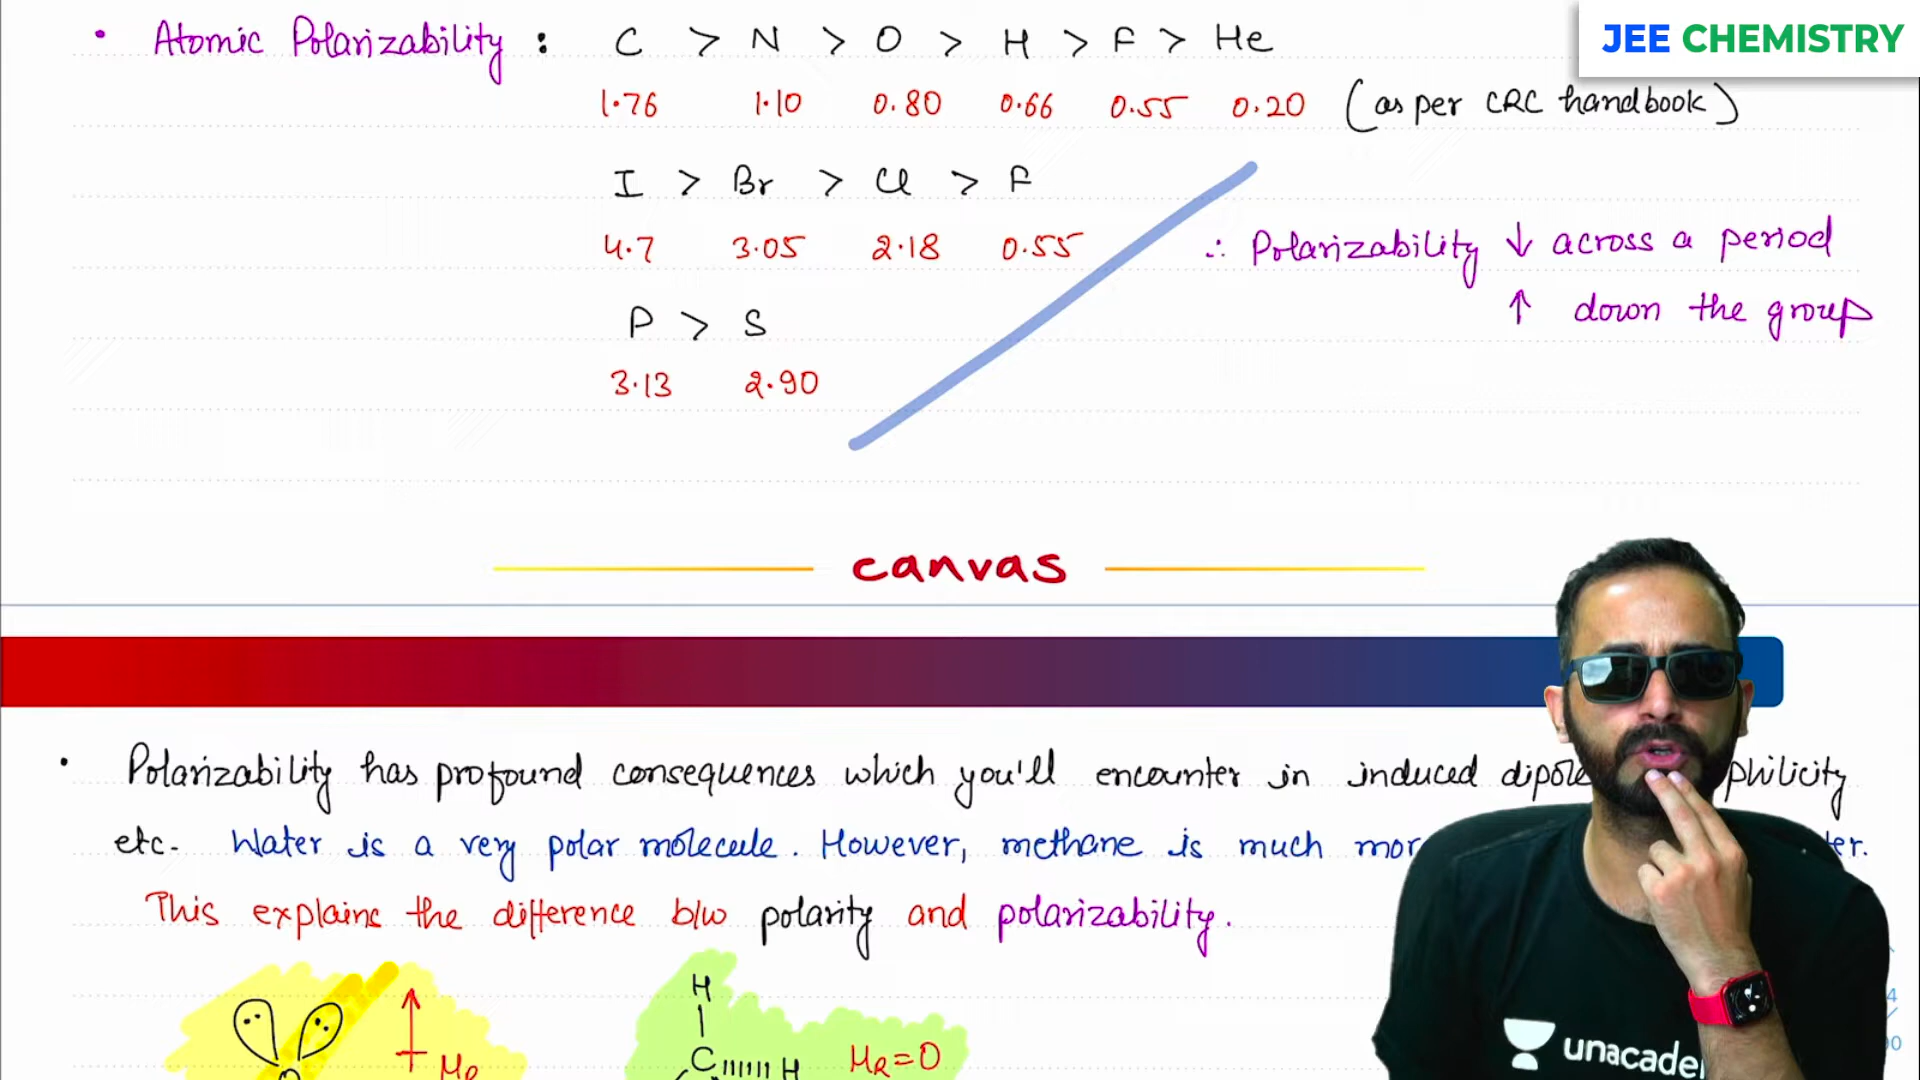 JEE CHEMISTRY
• Atomic Polarizability : C > N > O > H > F > He
1.76 1.10 0.80 0.66 0.55 0.20 (as per CRC handbook)
I > Br > Cl > F
4.7 3.05 2.18 0.55
∴ Polarizability ↓ across a period
↑ down the group
P > S
3.13 2.90
canvas
• Polarizability has profound consequences which you'll encounter in induced dipole philicity
etc. Water is a very polar molecule. However, methane is much mor ter.
This explains the difference b/w polarity and polarizability.
H
C H μR=0
μR
unacade